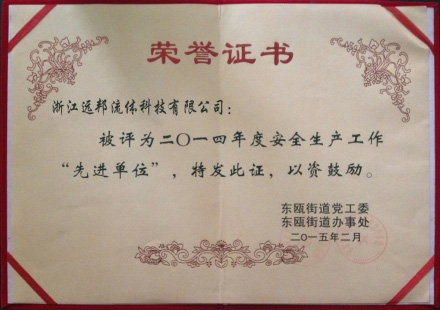 荣誉证书
浙江远邦流体科技有限公司：
被评为二〇一四年度安全生产工作
“先进单位”，特发此证，以资鼓励。
东瓯街道党工委
东瓯街道办事处
二〇一五年二月